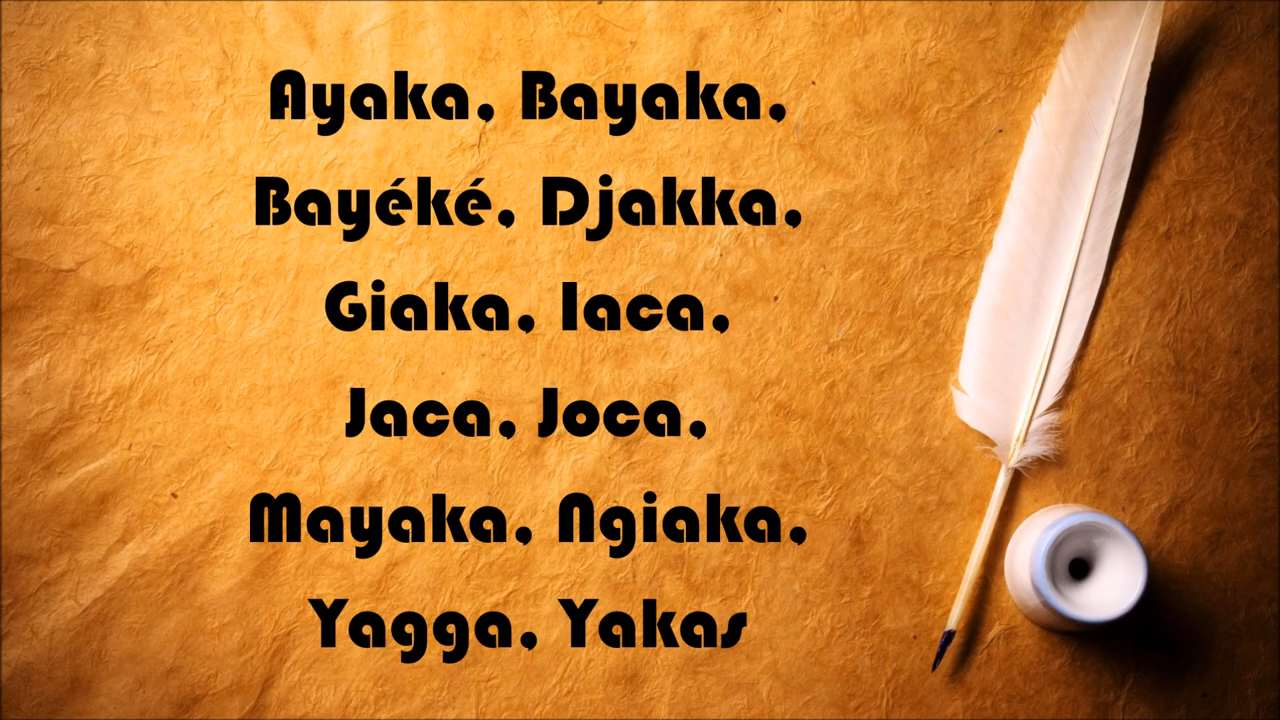 Ayaka, Bayaka,
Bayéké, Djakka,
Giaka, Iaca,
Jaca, Joca,
Mayaka, Ngiaka,
Yagga, Yakas